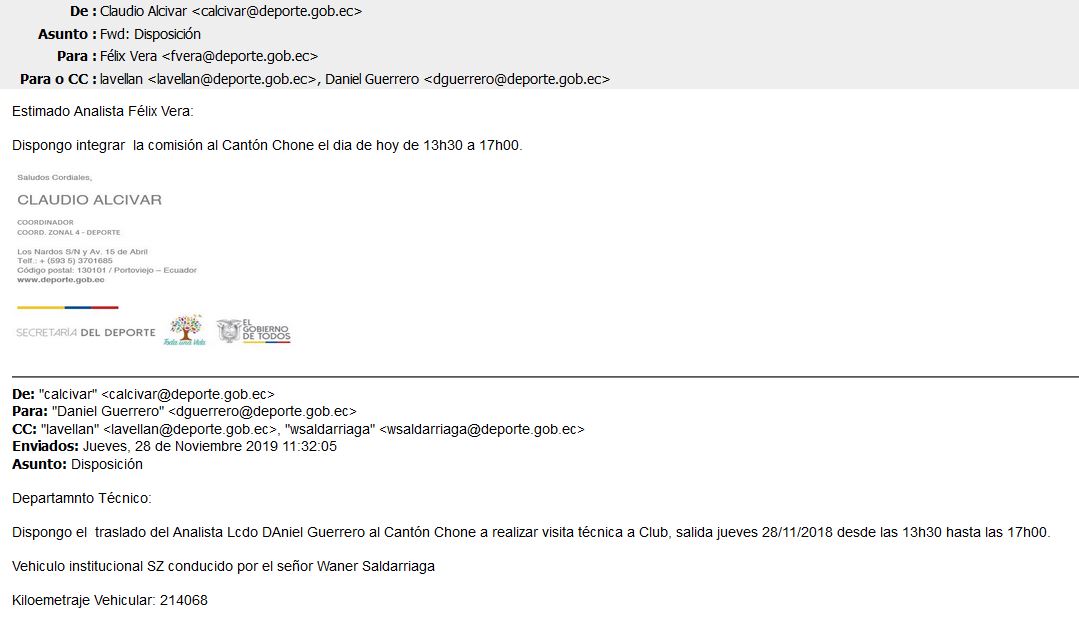 De : Claudio Alcivar <calcivar@deporte.gob.ec>
Asunto : Fwd: Disposición
Para : Félix Vera <fvera@deporte.gob.ec>
Para o CC : lavellan <lavellan@deporte.gob.ec>, Daniel Guerrero <dguerrero@deporte.gob.ec>
Estimado Analista Félix Vera:
Dispongo integrar  la comisión al Cantón Chone el dia de hoy de 13h30 a 17h00.
Saludos Cordiales,
CLAUDIO ALCIVAR
COORDINADOR
COORD. ZONAL 4 - DEPORTE
Los Nardos S/N y Av. 15 de Abril
Telf.: + (593 5) 3701685
Código postal: 130101 / Portoviejo – Ecuador
www.deporte.gob.ec
SECRETARÍA DEL DEPORTE
Toda una Vida
EL GOBIERNO DE TODOS
De: "calcivar" <calcivar@deporte.gob.ec>
Para: "Daniel Guerrero" <dguerrero@deporte.gob.ec>
CC: "lavellan" <lavellan@deporte.gob.ec>, "wsaldarriaga" <wsaldarriaga@deporte.gob.ec>
Enviados: Jueves, 28 de Noviembre 2019 11:32:05
Asunto: Disposición
Departamnto Técnico:
Dispongo el  traslado del Analista Lcdo DAniel Guerrero al Cantón Chone a realizar visita técnica a Club, salida jueves 28/11/2018 desde las 13h30 hasta las 17h00.
Vehiculo institucional SZ conducido por el señor Waner Saldarriaga
Kiloemetraje Vehicular: 214068